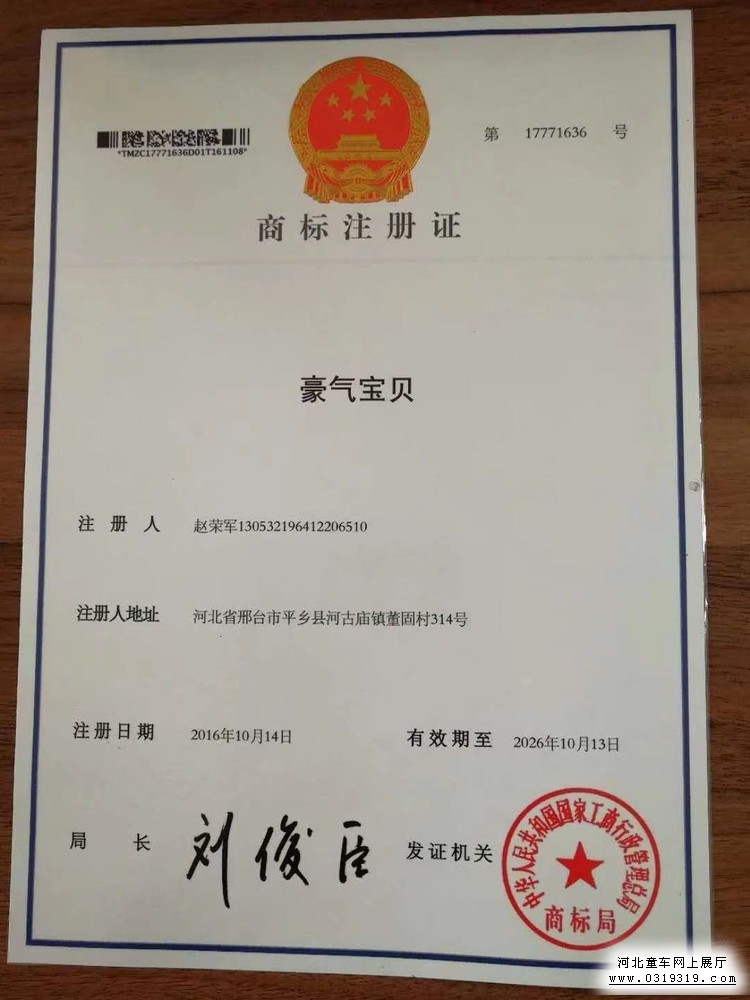 *TMZC17771636D01T161108*
第 17771636 号
商标注册证
豪气宝贝
注册人 赵荣军130532196412206510
注册人地址 河北省邢台市平乡县河古庙镇董固村314号
注册日期 2016年10月14日 有效期至 2026年10月13日
局长 刘俊臣 发证机关
中华人民共和国国家工商行政管理总局
商标局
河北童车网上展厅
www.0319319.com